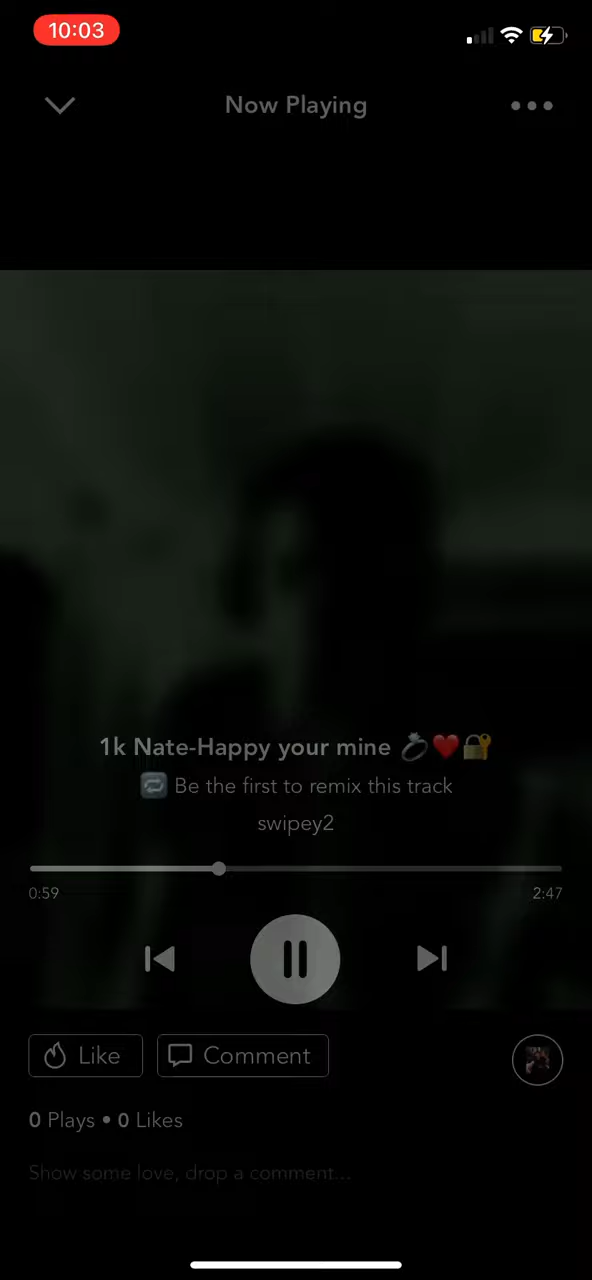 10:03
Now Playing
1k Nate-Happy your mine 💍❤️🔐
🔁 Be the first to remix this track
swipey2
0:59 2:47
Like Comment
0 Plays • 0 Likes
Show some love, drop a comment...